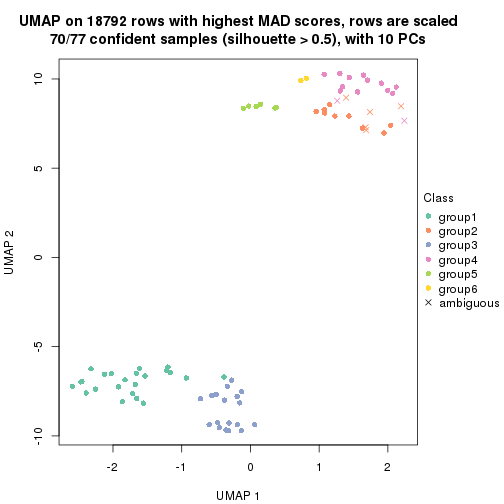 UMAP on 18792 rows with highest MAD scores, rows are scaled
70/77 confident samples (silhouette > 0.5), with 10 PCs
10
5
0
-5
-10
UMAP 2
-2
-1
0
1
2
UMAP 1
Class
group1
group2
group3
group4
group5
group6
ambiguous